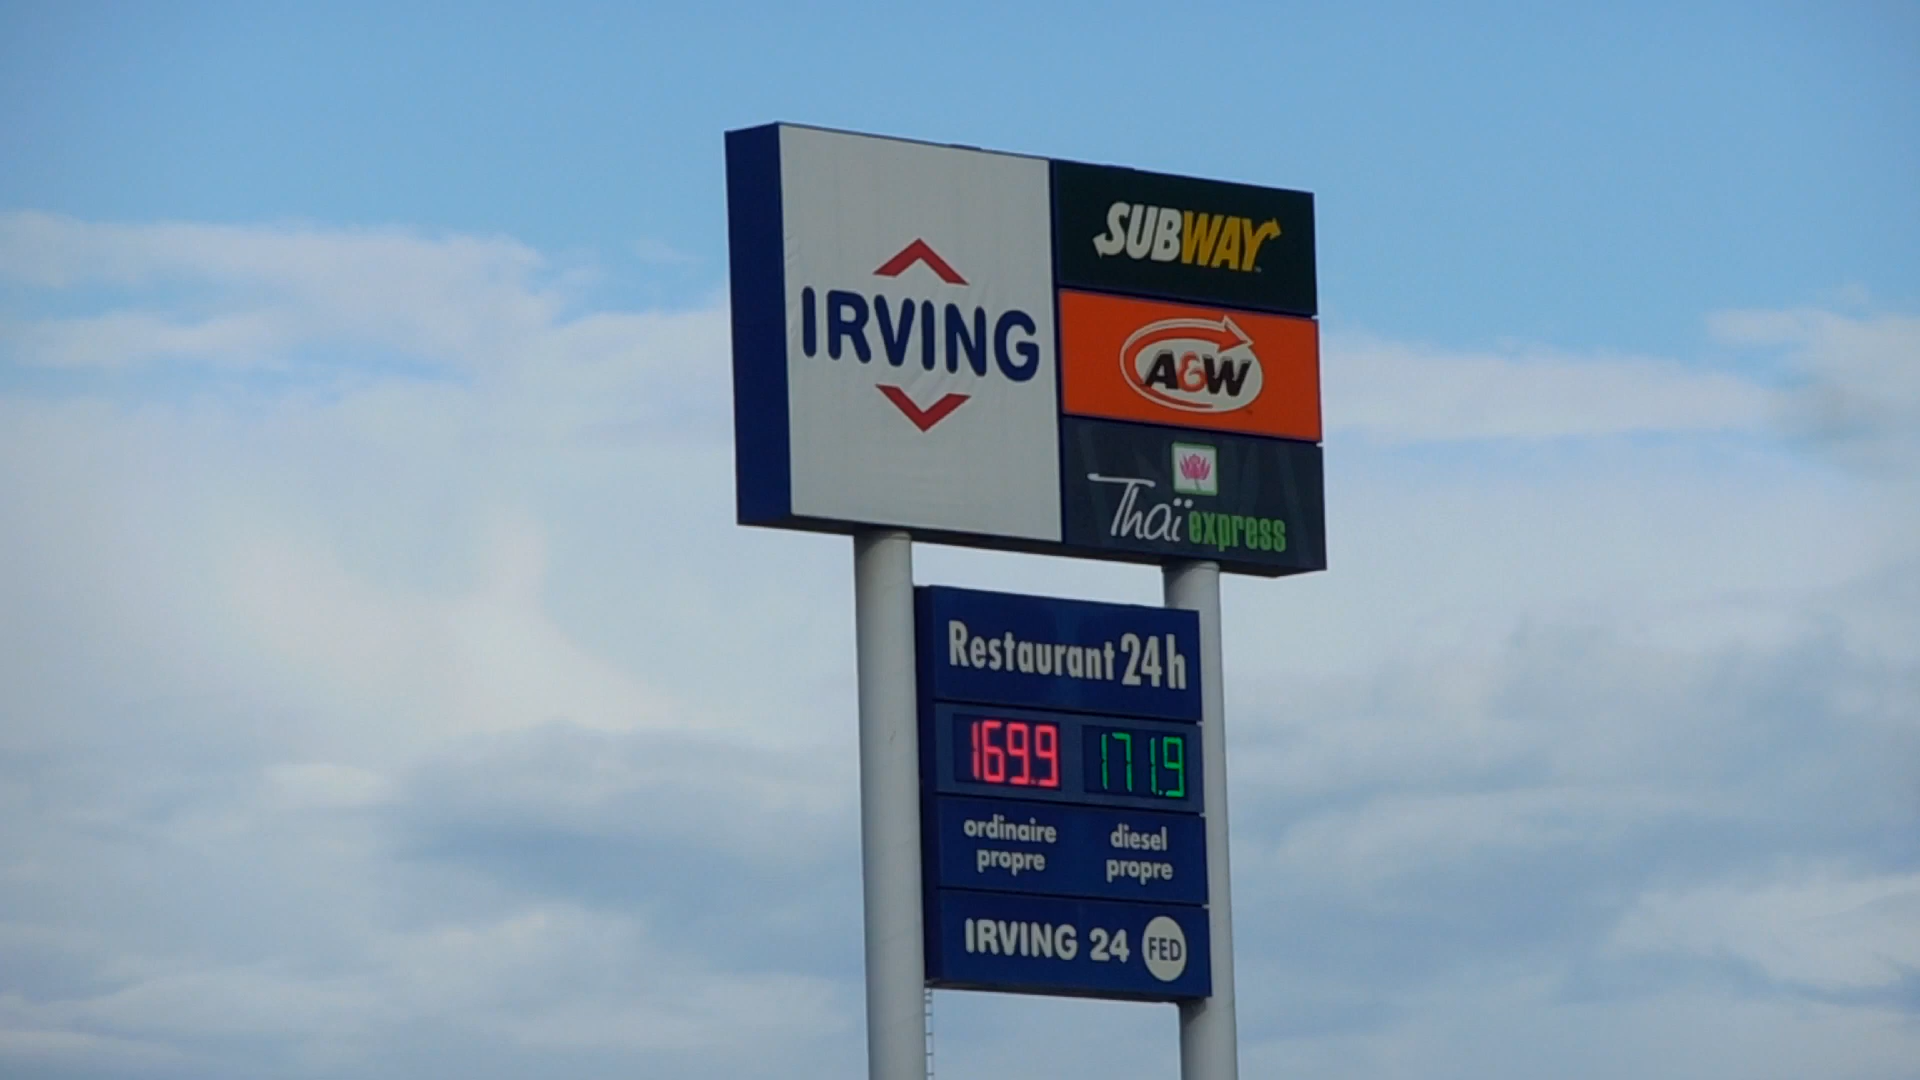 IRVING
SUBWAY
A&W
Thaï express
Restaurant 24h
169.9 171.9
ordinaire propre
diesel propre
IRVING 24 FED